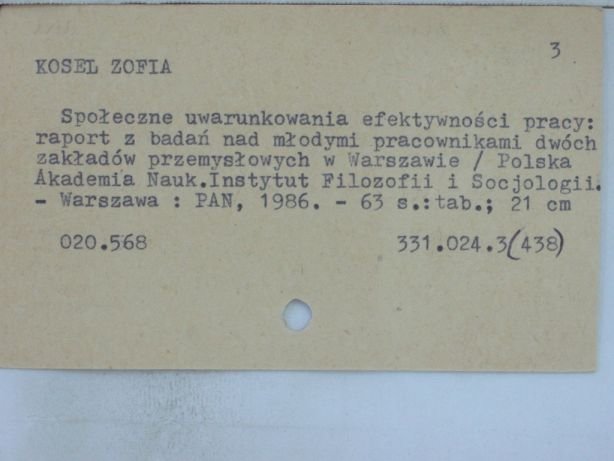 3
KOSEL ZOFIA
Społeczne uwarunkowania efektywności pracy:
raport z badań nad młodymi pracownikami dwóch
zakładów przemysłowych w Warszawie / Polska
Akademia Nauk.Instytut Filozofii i Socjologii.
- Warszawa : PAN, 1986. - 63 s.:tab.; 21 cm
020.568 331.024.3(438)